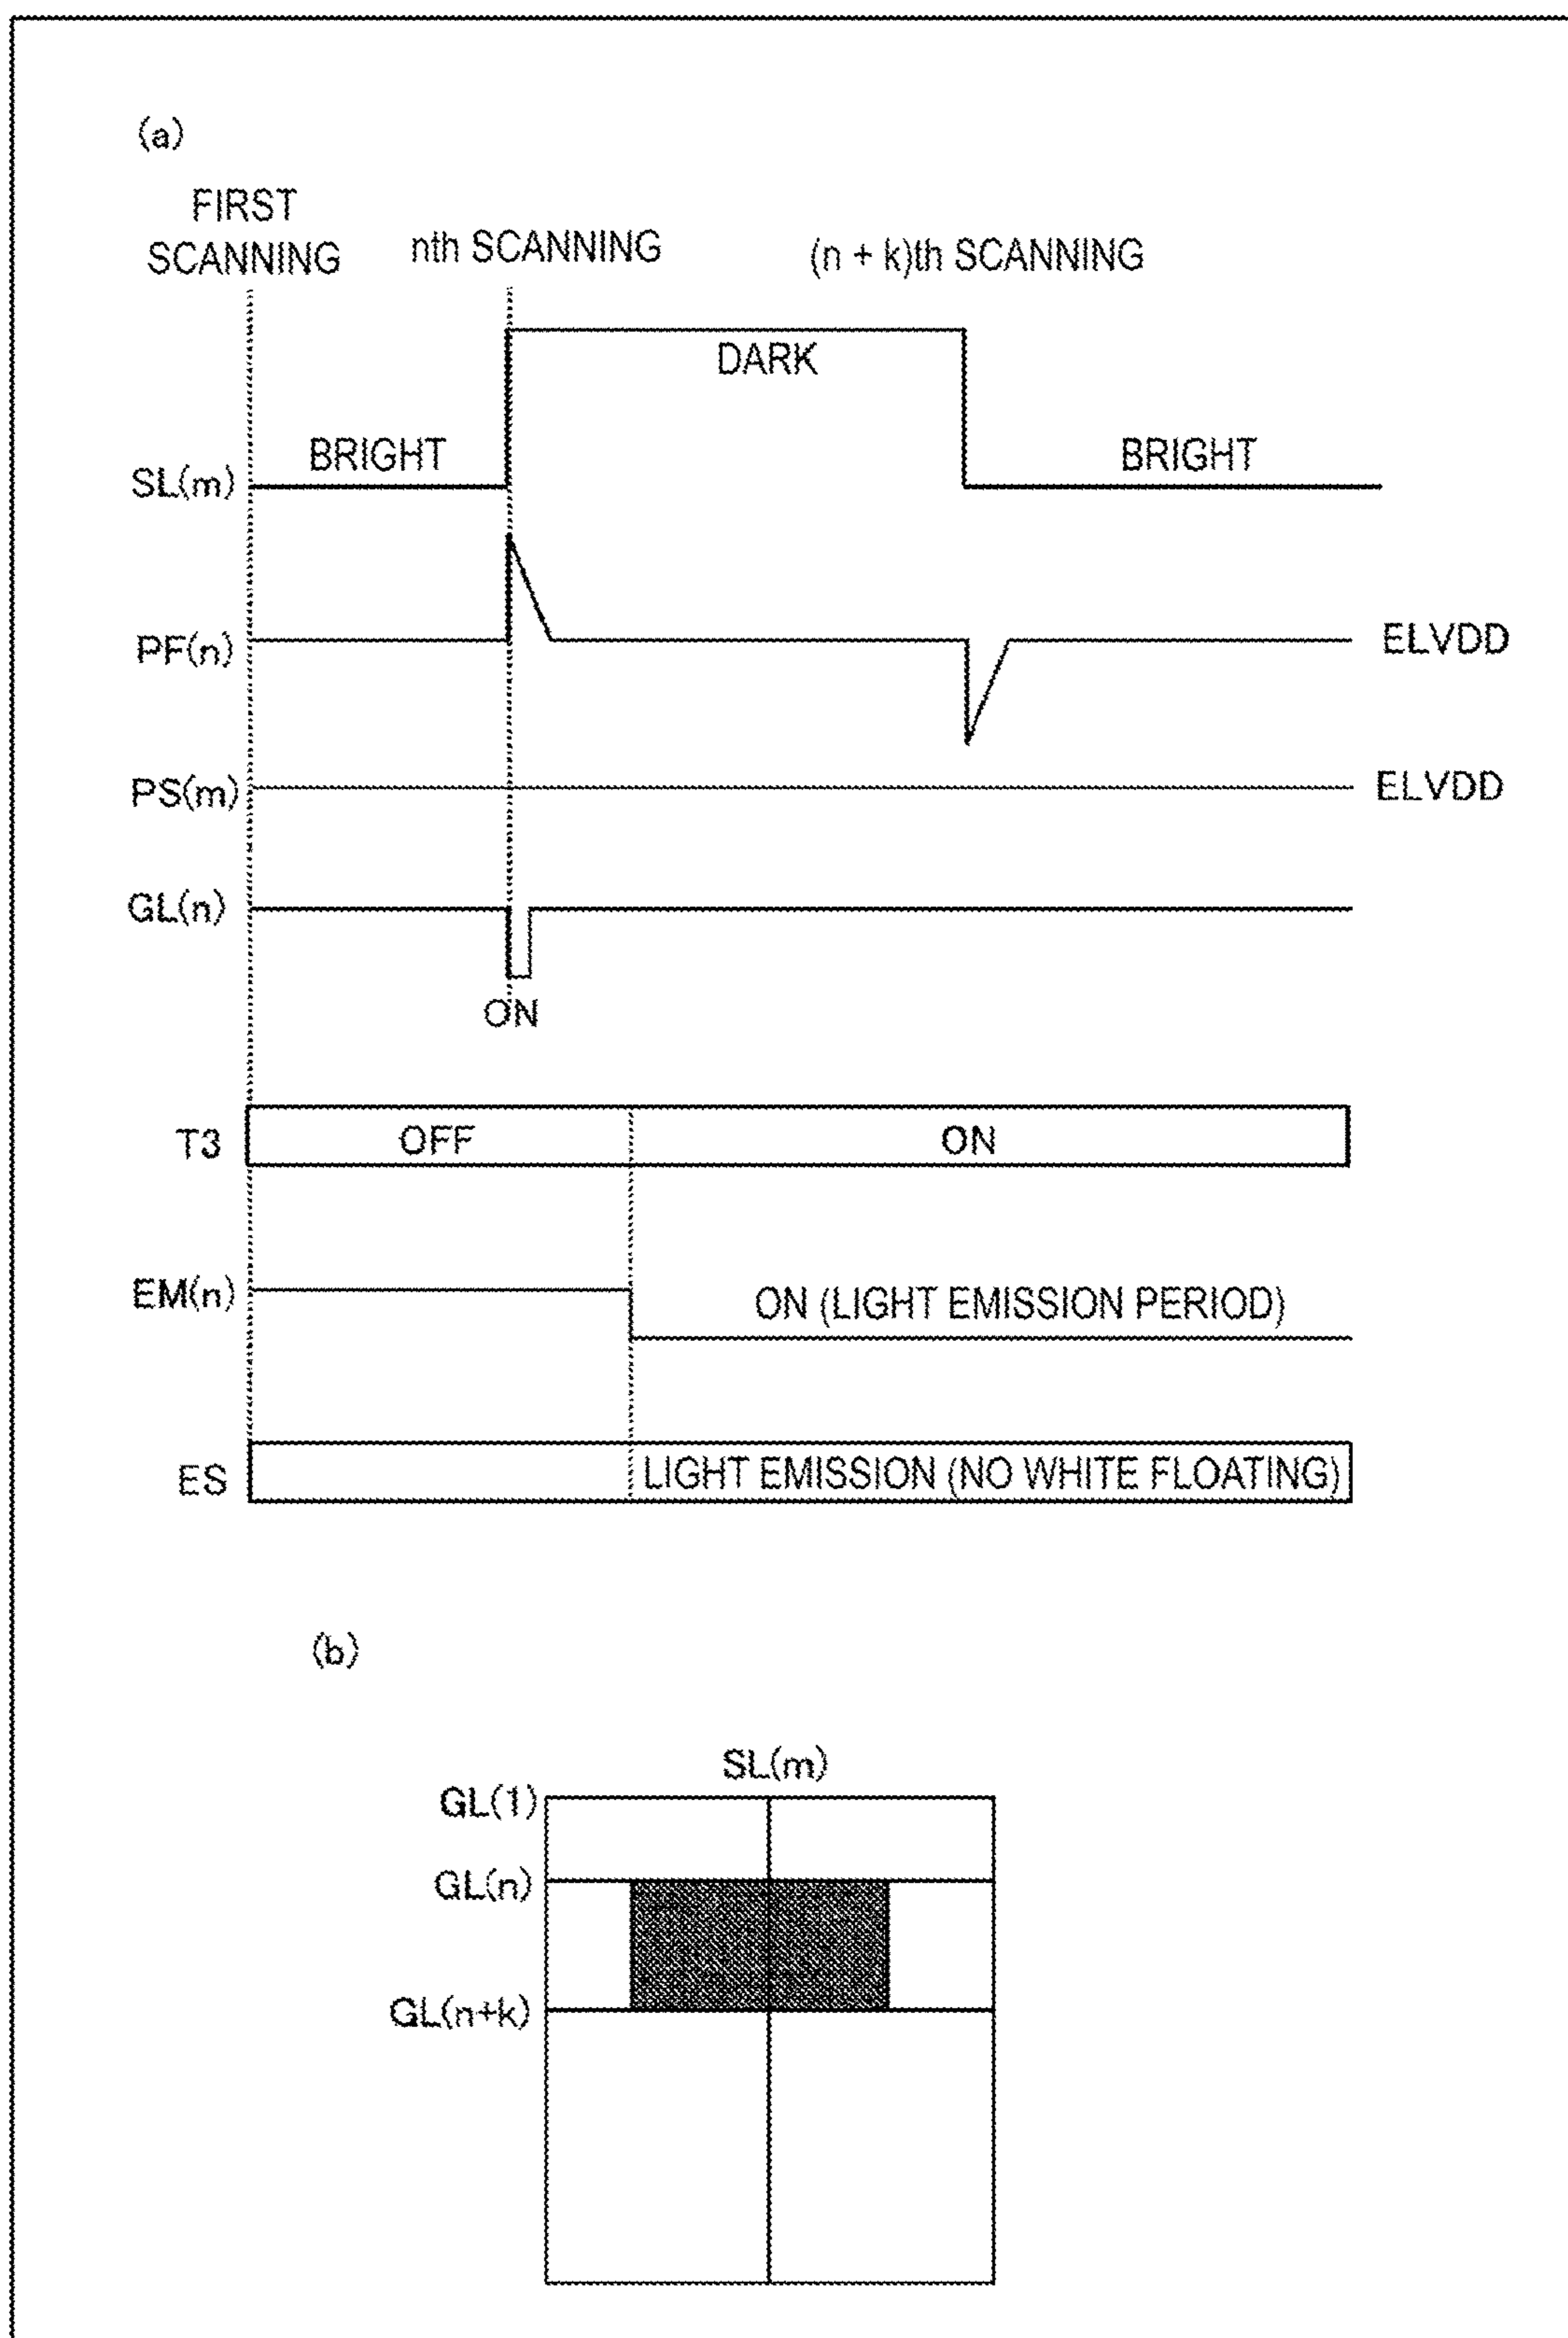 (a)
FIRST
SCANNING
nth SCANNING
(n + k)th SCANNING
DARK
BRIGHT
BRIGHT
SL(m)
PF(n)
ELVDD
PS(m)
ELVDD
GL(n)
ON
T3
OFF
ON
EM(n)
ON (LIGHT EMISSION PERIOD)
ES
LIGHT EMISSION (NO WHITE FLOATING)
(b)
SL(m)
GL(1)
GL(n)
GL(n+k)